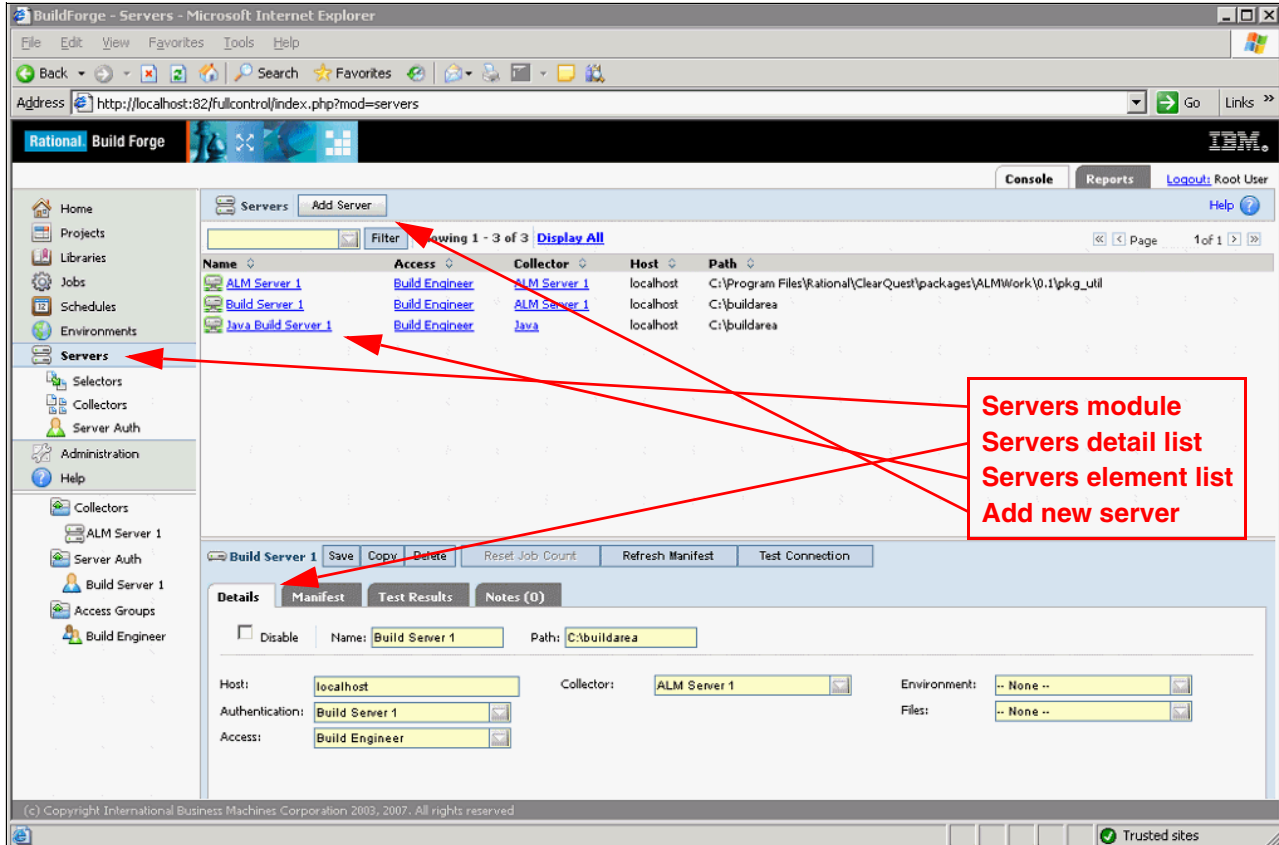 BuildForge - Servers - Microsoft Internet Explorer
File Edit View Favorites Tools Help
Back Search Favorites
Address http://localhost:82/fullcontrol/index.php?mod=servers Go Links »
Rational. Build Forge IBM.
Console Reports Logout: Root User
Home Servers Add Server Help
Projects Filter Showing 1 - 3 of 3 Display All Page 1 of 1
Libraries Name Access Collector Host Path
Jobs ALM Server 1 Build Engineer ALM Server 1 localhost C:\Program Files\Rational\ClearQuest\packages\ALMWork\0.1\pkg_util
Schedules Build Server 1 Build Engineer ALM Server 1 localhost C:\buildarea
Environments Java Build Server 1 Build Engineer Java localhost C:\buildarea
Servers
Selectors
Collectors
Server Auth
Administration
Help
Servers module
Servers detail list
Servers element list
Add new server
Collectors
ALM Server 1
Server Auth
Build Server 1
Access Groups
Build Engineer
Build Server 1 Save Copy Delete Reset Job Count Refresh Manifest Test Connection
Details Manifest Test Results Notes (0)
Disable Name: Build Server 1 Path: C:\buildarea
Host: localhost Collector: ALM Server 1 Environment: -- None --
Authentication: Build Server 1 Files: -- None --
Access: Build Engineer
(c) Copyright International Business Machines Corporation 2003, 2007. All rights reserved
Trusted sites